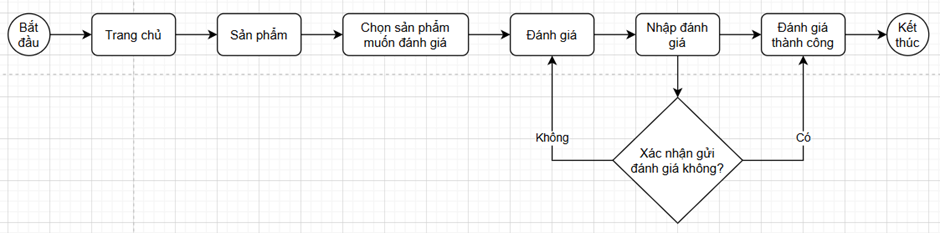 Bắt
đầu
Trang chủ
Sản phẩm
Chọn sản phẩm
muốn đánh giá
Đánh giá
Nhập đánh
giá
Đánh giá
thành công
Kết
thúc
Không
Có
Xác nhận gửi
đánh giá không?